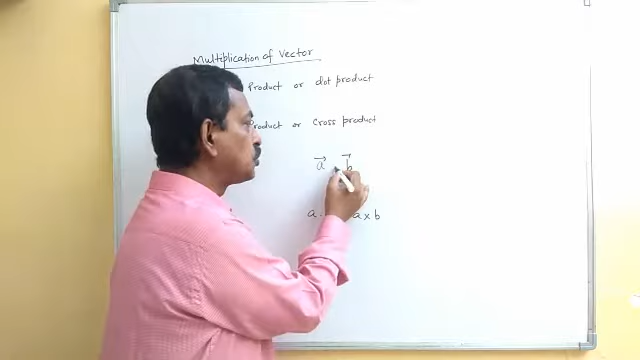 Multiplication of Vector
Product or dot product
Product or Cross product
a⃗ b⃗
a . a × b